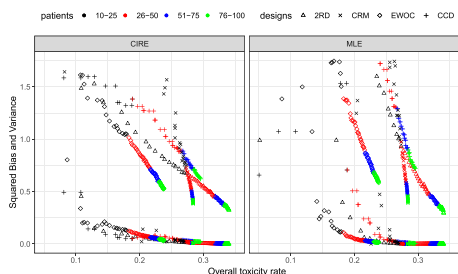 patients 10−25 26−50 51−75 76−100 designs 2RD CRM EWOC CCD
CIRE MLE
Squared Bias and Variance
1.5
1.0
0.5
0.0
0.1 0.2 0.3 0.1 0.2 0.3
Overall toxicity rate